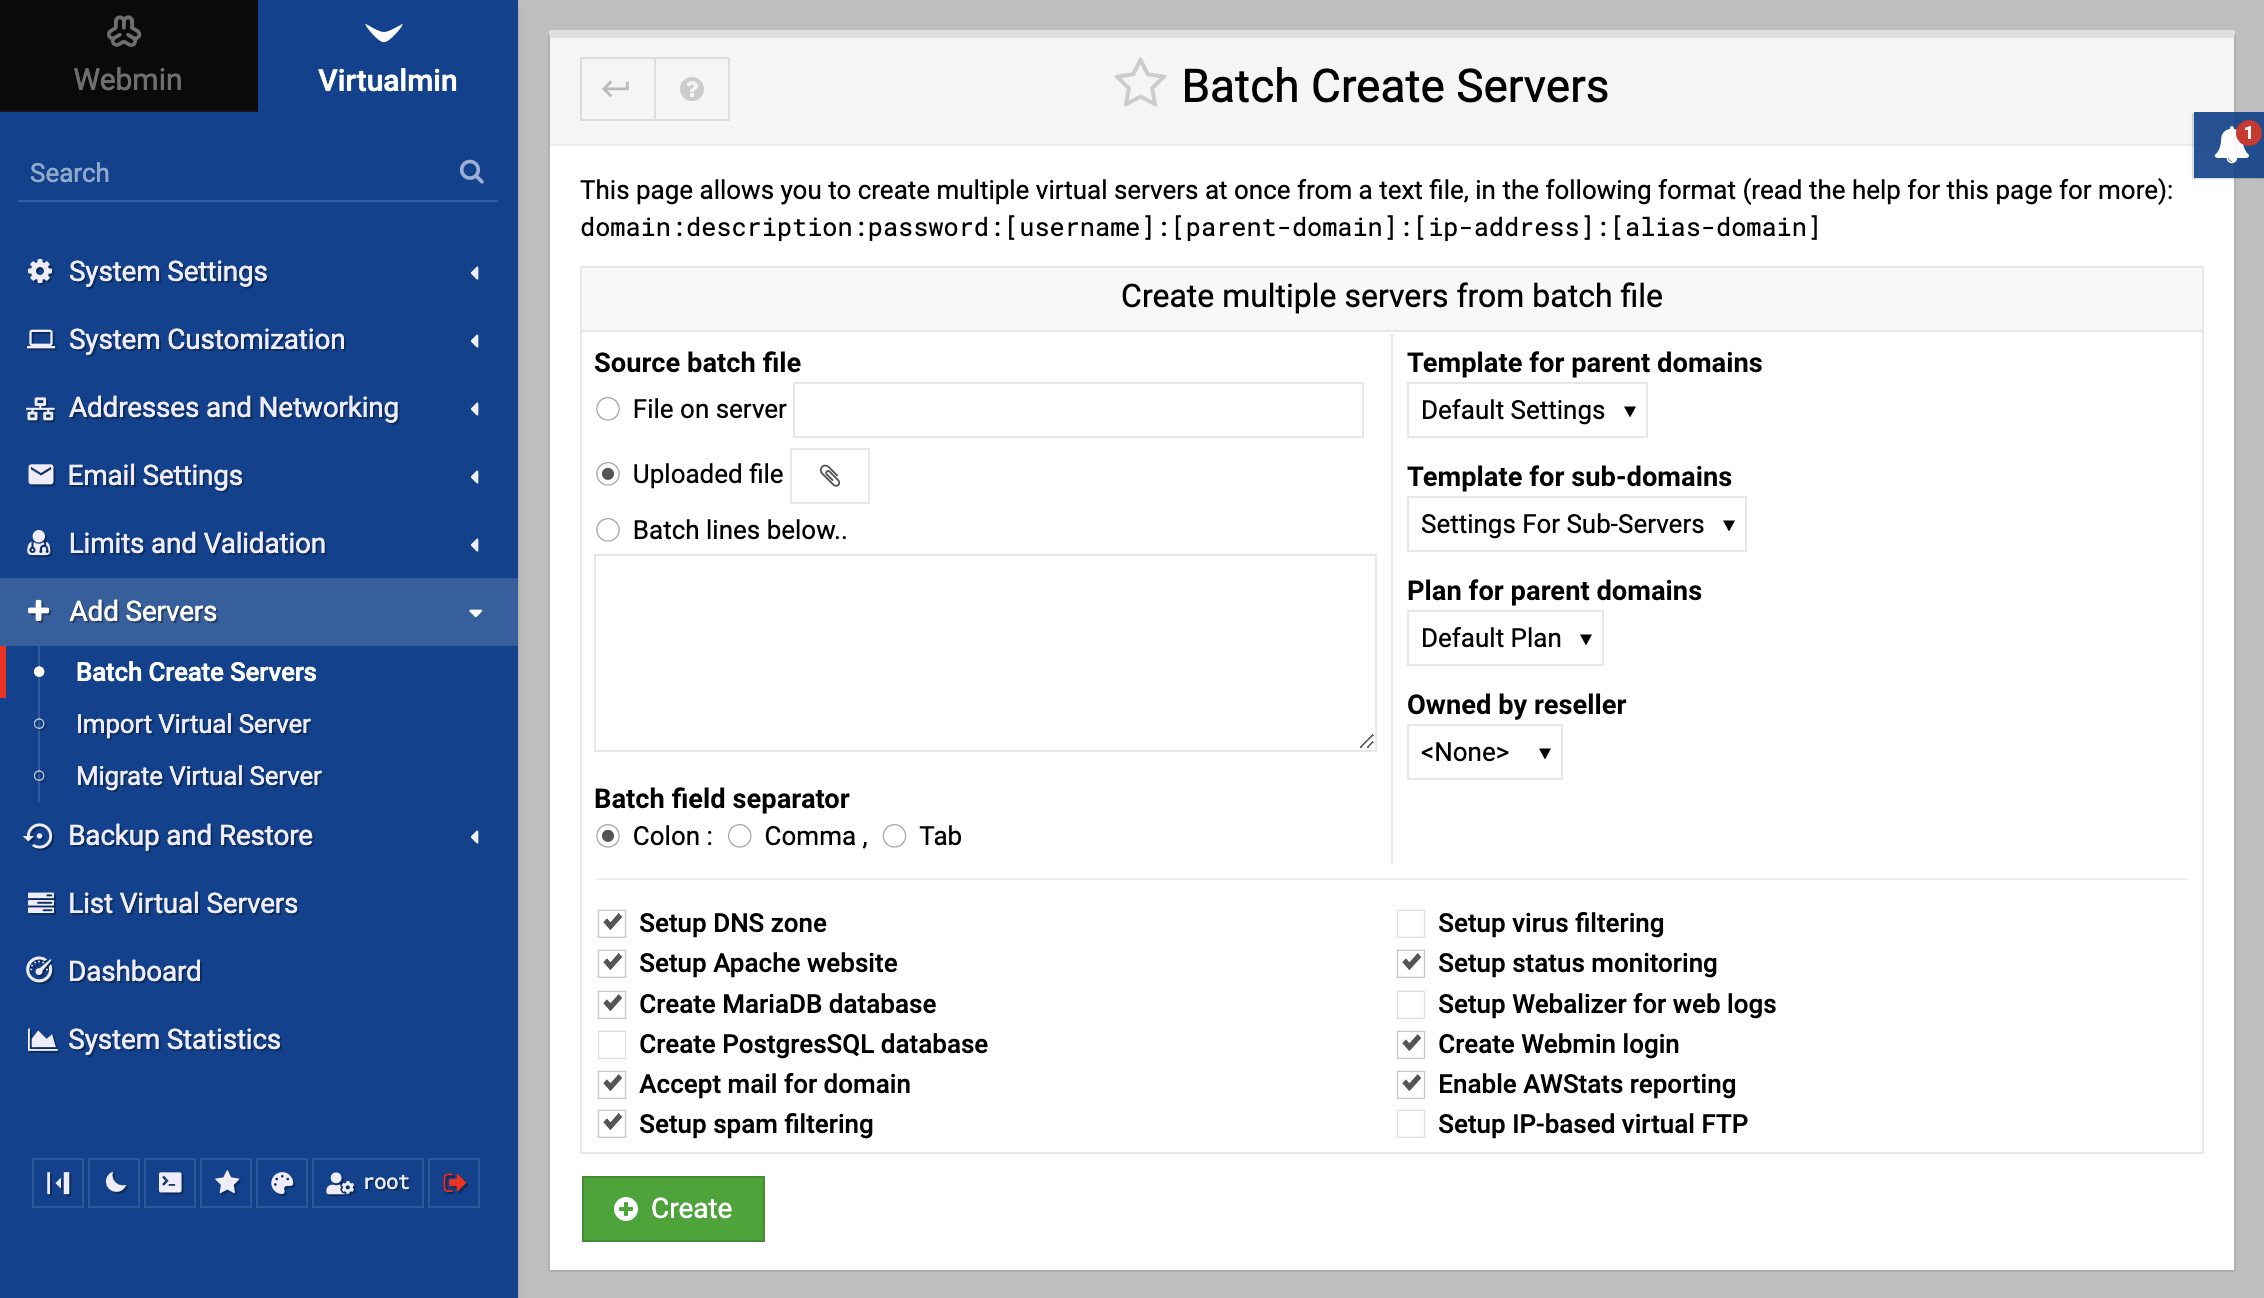 Webmin
Virtualmin
Search
System Settings
System Customization
Addresses and Networking
Email Settings
Limits and Validation
Add Servers
Batch Create Servers
Import Virtual Server
Migrate Virtual Server
Backup and Restore
List Virtual Servers
Dashboard
System Statistics
root
Batch Create Servers
1
This page allows you to create multiple virtual servers at once from a text file, in the following format (read the help for this page for more):
domain:description:password:[username]:[parent-domain]:[ip-address]:[alias-domain]
Create multiple servers from batch file
Source batch file
File on server
Uploaded file
Batch lines below..
Batch field separator
Colon : Comma , Tab
Template for parent domains
Default Settings
Template for sub-domains
Settings For Sub-Servers
Plan for parent domains
Default Plan
Owned by reseller
<None>
Setup DNS zone
Setup Apache website
Create MariaDB database
Create PostgresSQL database
Accept mail for domain
Setup spam filtering
Setup virus filtering
Setup status monitoring
Setup Webalizer for web logs
Create Webmin login
Enable AWStats reporting
Setup IP-based virtual FTP
Create